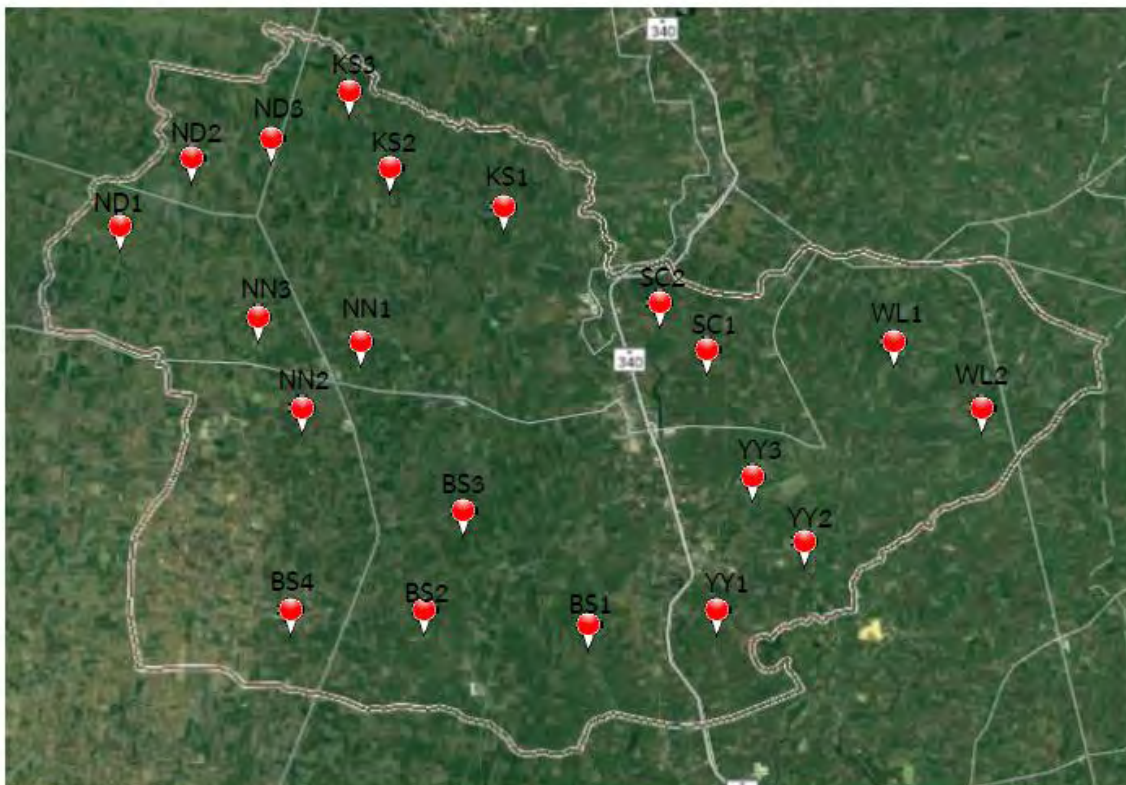 340
KS3
ND3
ND2
KS2
KS1
ND1
SC2
NN3
NN1
SC1
WL1
340
NN2
WL2
YY3
BS3
YY2
BS4
BS2
BS1
YY1